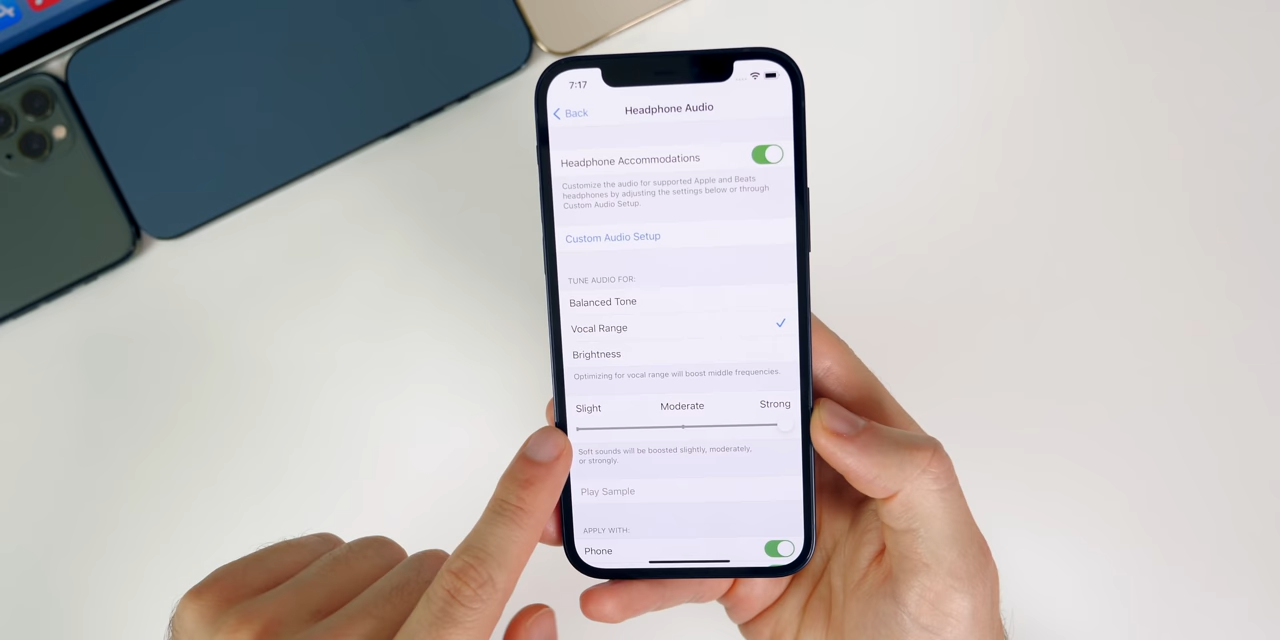 7:17
Back
Headphone Audio
Headphone Accommodations
Customize the audio for supported Apple and Beats
headphones by adjusting the settings below or through
Custom Audio Setup.
Custom Audio Setup
TUNE AUDIO FOR:
Balanced Tone
Vocal Range
Brightness
Optimizing for vocal range will boost middle frequencies.
Slight Moderate Strong
Soft sounds will be boosted slightly, moderately,
or strongly.
Play Sample
APPLY WITH:
Phone